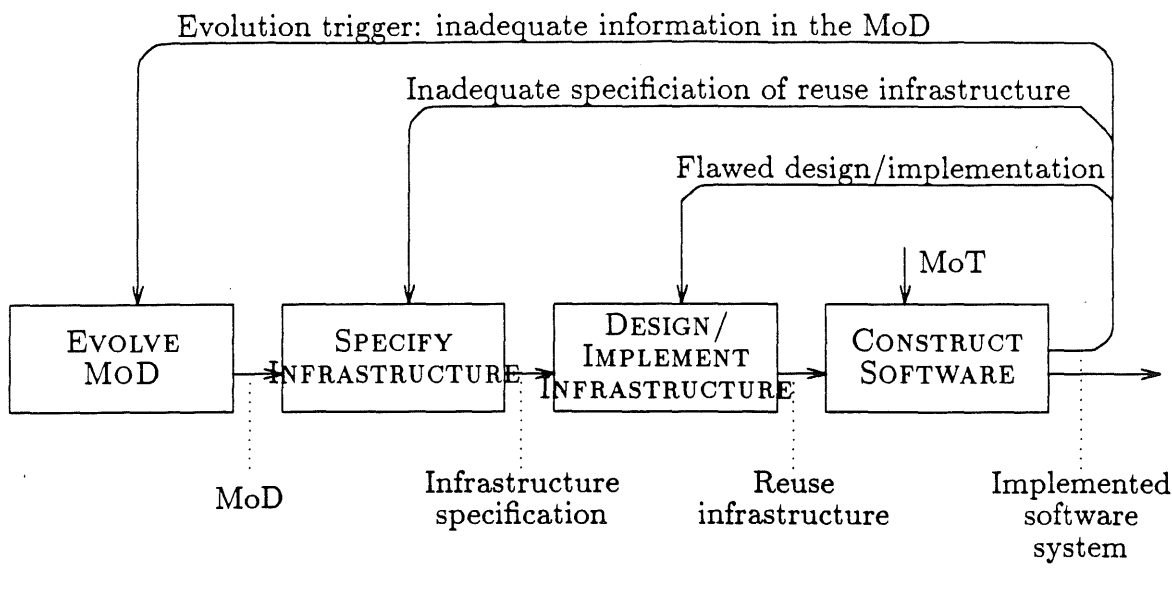 Evolution trigger: inadequate information in the MoD
Inadequate specificiation of reuse infrastructure
Flawed design/implementation
MoT
EVOLVE
MOD
SPECIFY
INFRASTRUCTURE
DESIGN/
IMPLEMENT
INFRASTRUCTURE
CONSTRUCT
SOFTWARE
MoD
Infrastructure
specification
Reuse
infrastructure
Implemented
software
system